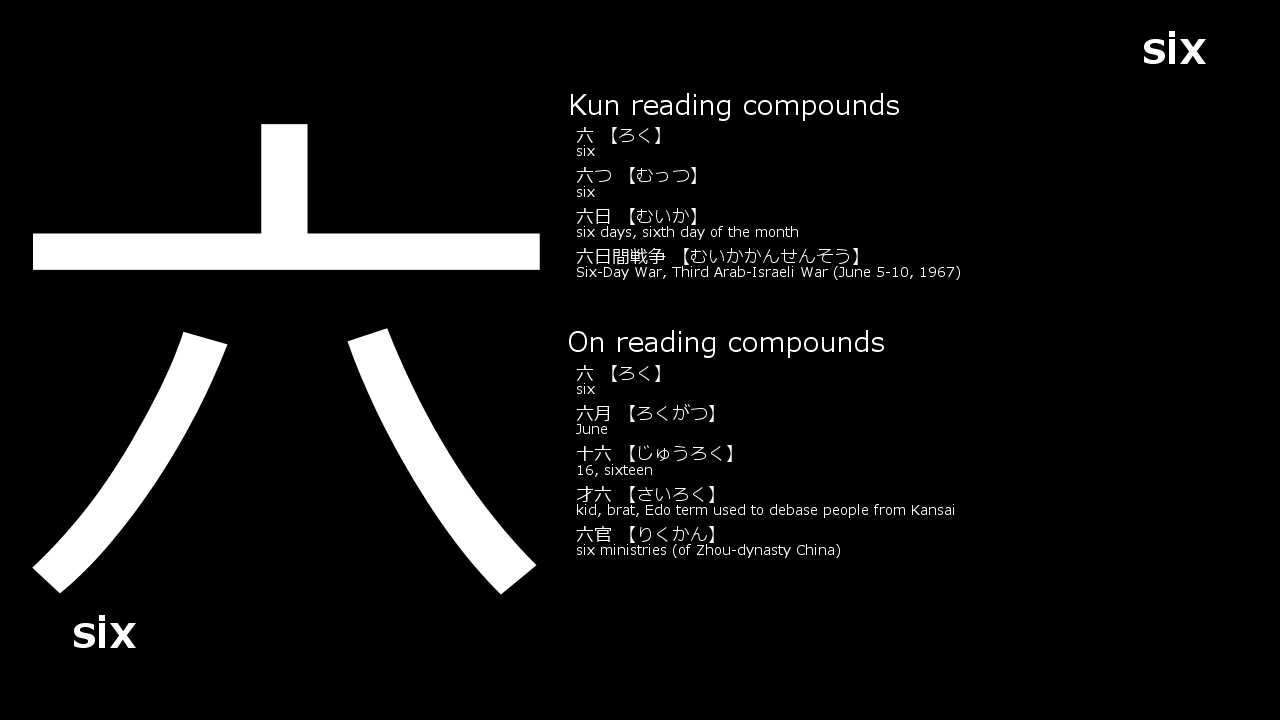 six
六
Kun reading compounds
六 【ろく】
six
六つ 【むっつ】
six
六日 【むいか】
six days, sixth day of the month
六日間戦争 【むいかかんせんそう】
Six-Day War, Third Arab-Israeli War (June 5-10, 1967)
On reading compounds
六 【ろく】
six
六月 【ろくがつ】
June
十六 【じゅうろく】
16, sixteen
才六 【さいろく】
kid, brat, Edo term used to debase people from Kansai
六官 【りくかん】
six ministries (of Zhou-dynasty China)
six